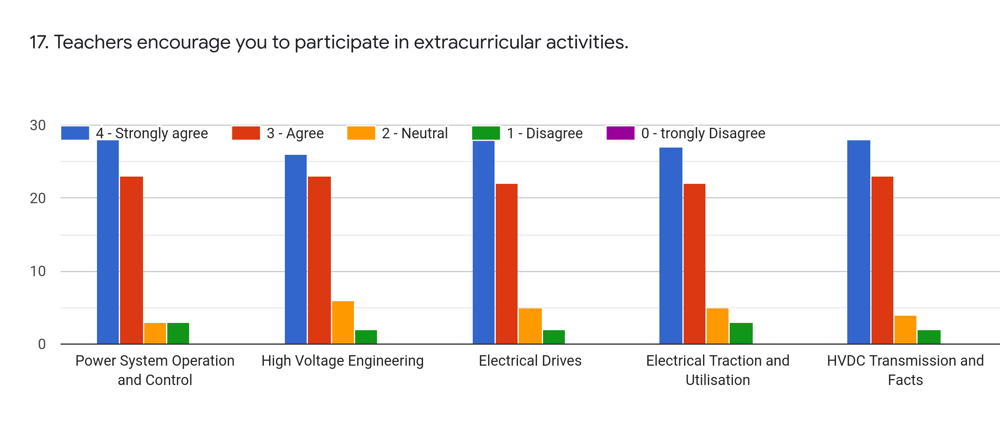 17. Teachers encourage you to participate in extracurricular activities.
30
4 - Strongly agree
3 - Agree
2 - Neutral
1 - Disagree
0 - trongly Disagree
20
10
0
Power System Operation
and Control
High Voltage Engineering
Electrical Drives
Electrical Traction and
Utilisation
HVDC Transmission and
Facts